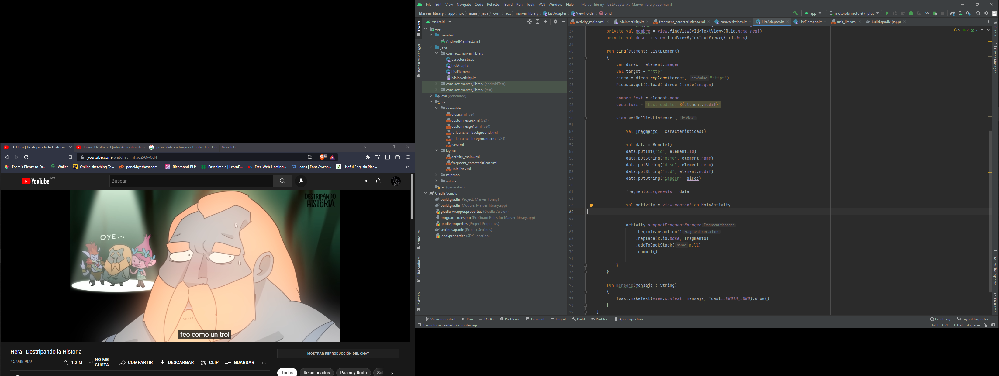 Hera | Destripando la Historia
Como Ocultar o Quitar ActionBar de u
pasar datos a fragment en kotlin - Goo
New Tab
youtube.com/watch?v=nhsdZA6v0d4
There's Plenty to Ex...
Wallet
Online sketching Te...
panel.byethost.com...
Richmond RLP
Past simple | LearnE...
Free Web Hosting...
Icons | Font Aweso...
Useful English: Plac...
»
YouTube MX
Buscar
DESTRIPANDO LA HISTORIA
OYE...
feo como un trol
Hera | Destripando la Historia
45.988.909
1,2 M
NO ME GUSTA
COMPARTIR
DESCARGAR
CLIP
GUARDAR
...
MOSTRAR REPRODUCCIÓN DEL CHAT
Todos
Relacionados
Pascu y Rodri
File Edit View Navigate Code Refactor Build Run Tools VCS Window Help Marver_library - ListAdapter.kt [Marver_library.app.main]
Marver_library app src main java com aoz marver_library ListAdapter ViewHolder bind
app
motorola moto e(7) plus
Android
activity_main.xml
MainActivity.kt
fragment_caracteristicas.xml
caracteristicas.kt
ListAdapter.kt
ListElement.kt
unit_list.xml
build.gradle (:app)
Project
Resource Manager
Structure
Build Variants
Bookmarks
app
manifests
AndroidManifest.xml
java
com.aoz.marver_library
caracteristicas
ListAdapter
ListElement
MainActivity.kt
com.aoz.marver_library (androidTest)
com.aoz.marver_library (test)
java (generated)
res
drawable
close.xml (v24)
custom_eage.xml (v24)
custom_eage1.xml (v24)
ic_launcher_background.xml
ic_launcher_foreground.xml (v24)
iser.xml
layout
activity_main.xml
fragment_caracteristicas.xml
unit_list.xml
mipmap
values
res (generated)
Gradle Scripts
build.gradle (Project: Marver_library)
build.gradle (Module: Marver_library.app)
gradle-wrapper.properties (Gradle Version)
proguard-rules.pro (ProGuard Rules for Marver_library.app)
gradle.properties (Project Properties)
settings.gradle (Project Settings)
local.properties (SDK Location)
5 2 7
37 private val nombre = view.findViewById<TextView>(R.id.name_real)
38 private val desc = view.findViewById<TextView>(R.id.desc)
39
40 fun bind(element: ListElement)
41 {
42 var direc = element.imagen
43 val target = "http"
44 direc = direc.replace(target, newValue: "https")
45 Picasso.get().load( direc ).into(imagen)
46
47 nombre.text = element.name
48 desc.text = "Last update: ${element.modif}"
49
50 view.setOnClickListener { it: View!
51
52 val fragmento = caracteristicas()
53
54 val data = Bundle()
55 data.putInt("id", element.id)
56 data.putString("name", element.name)
57 data.putString("desc", element.desc)
58 data.putString("mod", element.modif)
59 data.putString("imagen", direc)
60
61 fragmento.arguments = data
62
63 val activity = view.context as MainActivity
64
65
66 activity.supportFragmentManager FragmentManager
67 .beginTransaction() FragmentTransaction
68 .replace(R.id.base, fragmento)
69 .addToBackStack( name: null)
70 .commit()
71
72 }
73 }
74
75 fun mensaje(mensaje : String)
76 {
77 Toast.makeText(view.context, mensaje, Toast.LENGTH_LONG).show()
78 }
79 }
Gradle
Device Manager
Device File Explorer
Emulator
Version Control Run TODO Problems Terminal Logcat Build Profiler App Inspection
Event Log Layout Inspector
Launch succeeded (7 minutes ago)
64:1 CRLF UTF-8 4 spaces